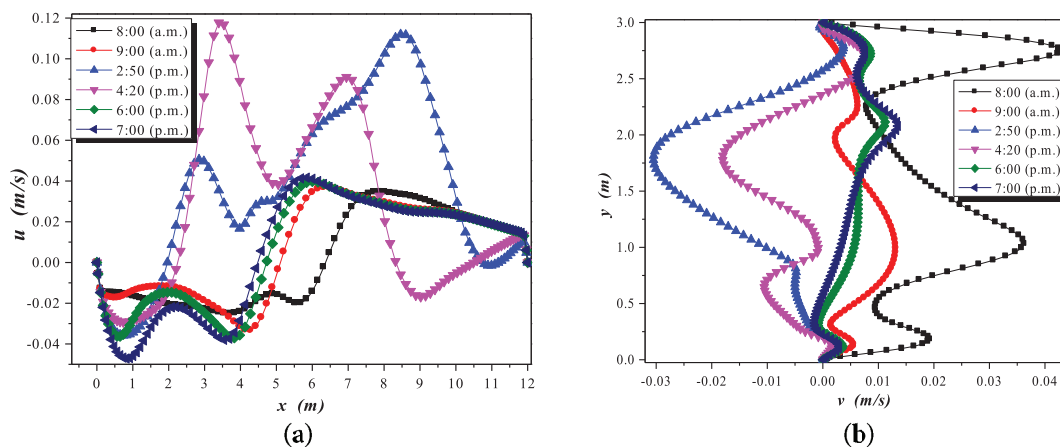 0.12
0.10
0.08
0.06
0.04
0.02
0.00
-0.02
-0.04
u (m/s)
8:00 (a.m.)
9:00 (a.m.)
2:50 (p.m.)
4:20 (p.m.)
6:00 (p.m.)
7:00 (p.m.)
0 1 2 3 4 5 6 7 8 9 10 11 12
x (m)
(a)
3.0
2.5
2.0
1.5
1.0
0.5
0.0
y (m)
8:00 (a.m.)
9:00 (a.m.)
2:50 (p.m.)
4:20 (p.m.)
6:00 (p.m.)
7:00 (p.m.)
-0.03 -0.02 -0.01 0.00 0.01 0.02 0.03 0.04
v (m/s)
(b)